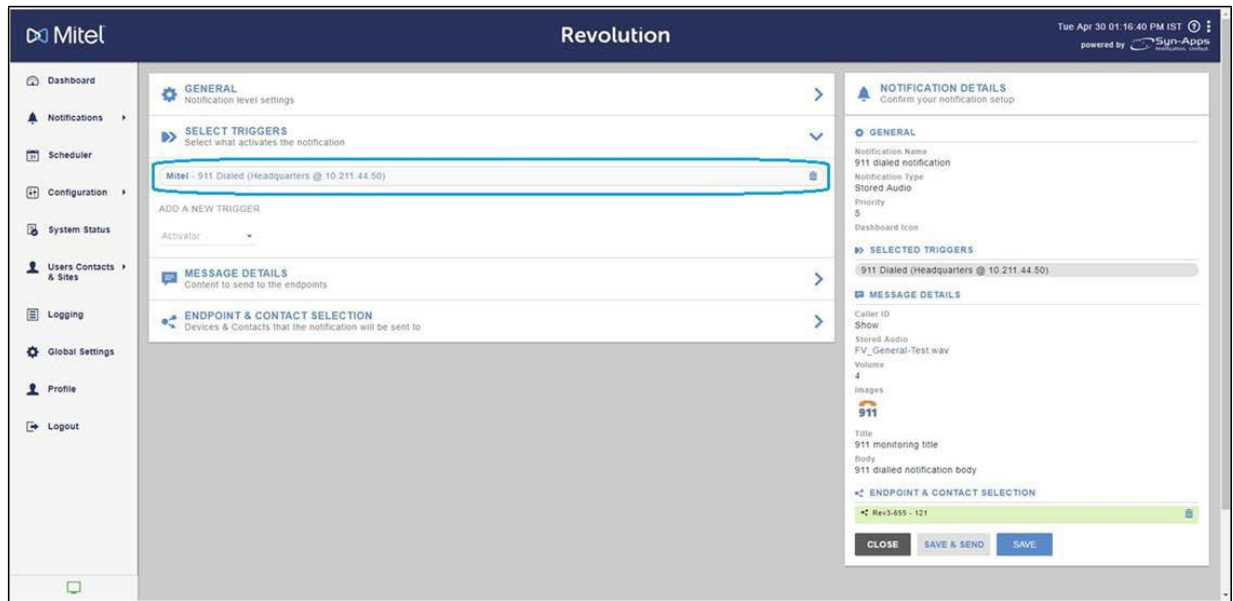 Mitel
Revolution
Tue Apr 30 01:16:40 PM IST
powered by Syn-Apps
Notification. Unified.
Dashboard
Notifications
Scheduler
Configuration
System Status
Users Contacts
& Sites
Logging
Global Settings
Profile
Logout
GENERAL
Notification level settings
SELECT TRIGGERS
Select what activates the notification
Mitel - 911 Dialed (Headquarters @ 10.211.44.50)
ADD A NEW TRIGGER
Activator
MESSAGE DETAILS
Content to send to the endpoints
ENDPOINT & CONTACT SELECTION
Devices & Contacts that the notification will be sent to
NOTIFICATION DETAILS
Confirm your notification setup
GENERAL
Notification Name
911 dialed notification
Notification Type
Stored Audio
Priority
5
Dashboard Icon
SELECTED TRIGGERS
911 Dialed (Headquarters @ 10.211.44.50)
MESSAGE DETAILS
Caller ID
Show
Stored Audio
FV_General-Test.wav
Volume
4
Images
911
Title
911 monitoring title
Body
911 dialled notification body
ENDPOINT & CONTACT SELECTION
Rev3-655 - 121
CLOSE SAVE & SEND SAVE